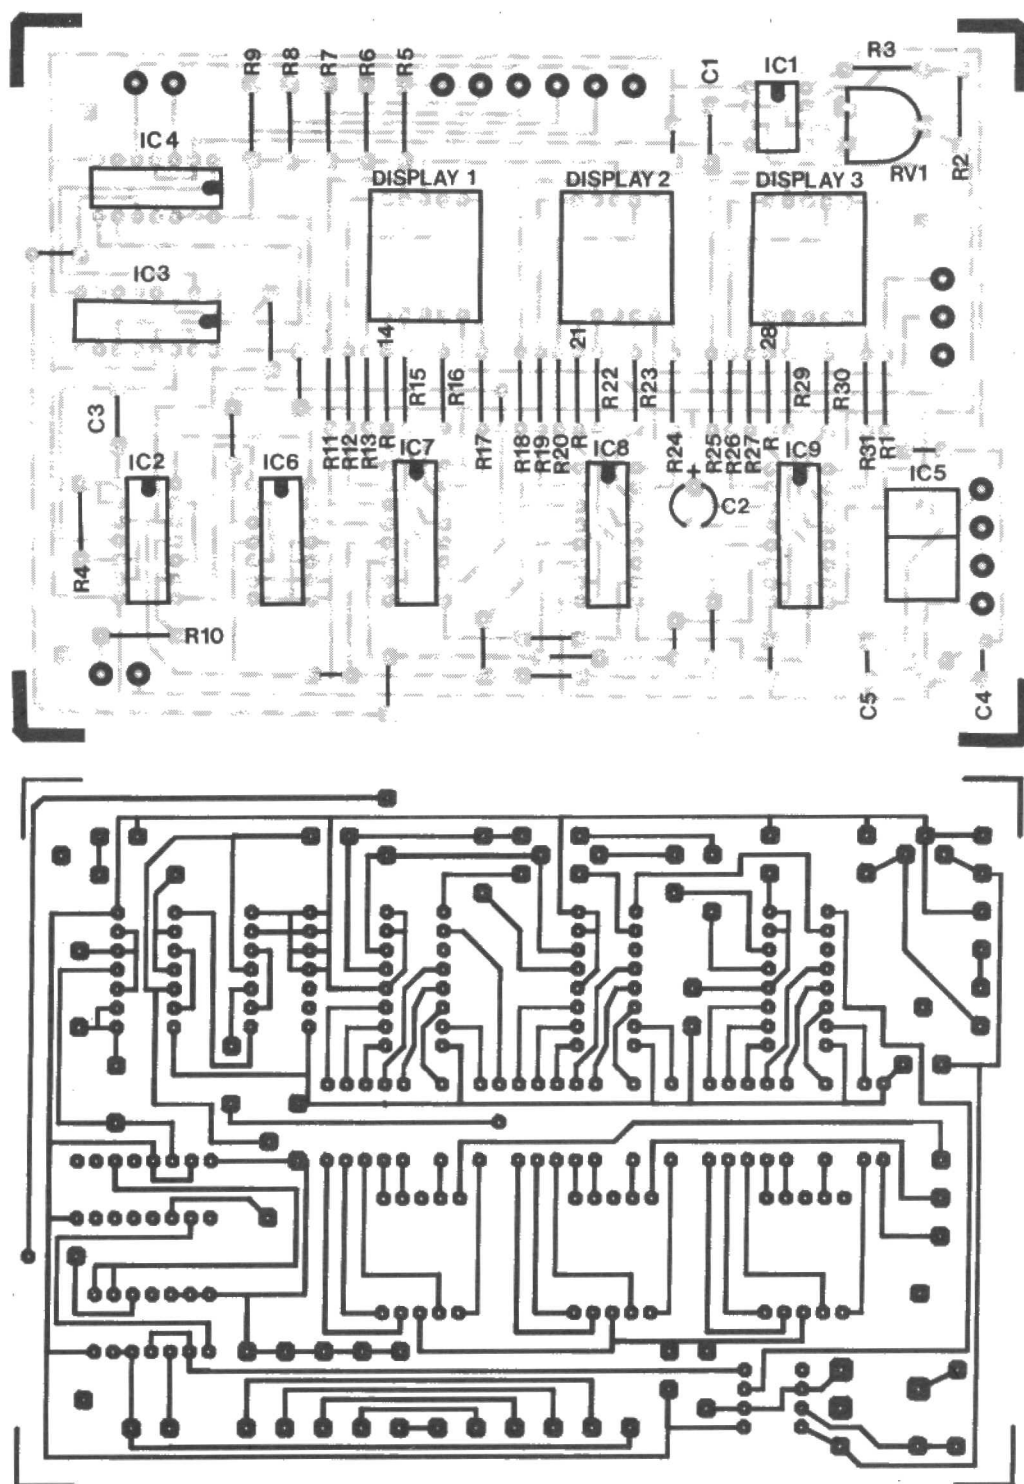 R9
R8
R7
R6
R5
C1
IC1
R3
IC4
RV1
R2
DISPLAY 1
DISPLAY 2
DISPLAY 3
IC3
14
21
28
R15
R16
R22
R23
R29
R30
C3
R11
R12
R13
R
R17
R18
R19
R20
R
R24
R25
R26
R27
R
R31
R1
IC2
IC6
IC7
IC8
IC9
IC5
+
C2
R4
R10
C5
C4